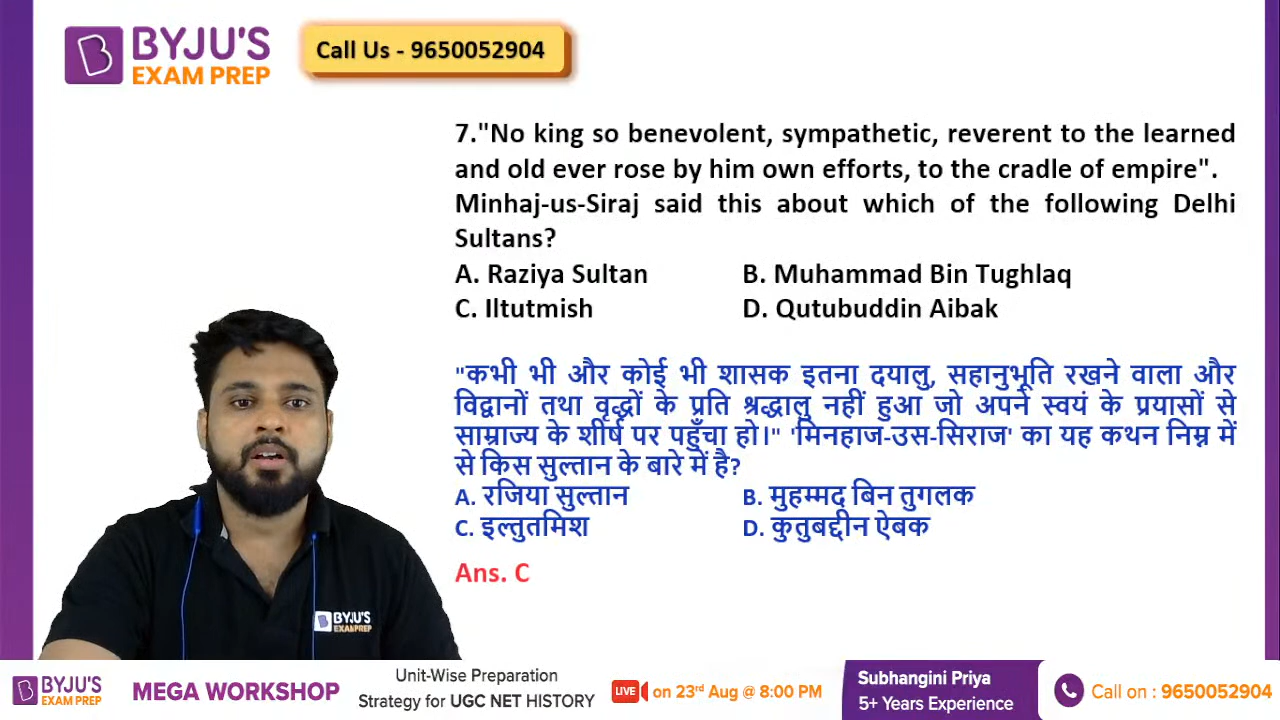 BYJU'S
EXAM PREP
Call Us - 9650052904
7."No king so benevolent, sympathetic, reverent to the learned
and old ever rose by him own efforts, to the cradle of empire".
Minhaj-us-Siraj said this about which of the following Delhi
Sultans?
A. Raziya Sultan B. Muhammad Bin Tughlaq
C. Iltutmish D. Qutubuddin Aibak
"कभी भी और कोई भी शासक इतना दयालु, सहानुभूति रखने वाला और
विद्वानों तथा वृद्धों के प्रति श्रद्धालु नहीं हुआ जो अपने स्वयं के प्रयासों से
साम्राज्य के शीर्ष पर पहुँचा हो।" 'मिनहाज-उस-सिराज' का यह कथन निम्न में
से किस सुल्तान के बारे में है?
A. रजिया सुल्तान B. मुहम्मद बिन तुगलक
C. इल्तुतमिश D. कुतुबद्दीन ऐबक
Ans. C
BYJU'S
EXAM PREP
BYJU'S
EXAM PREP
MEGA WORKSHOP
Unit-Wise Preparation
Strategy for UGC NET HISTORY
LIVE on 23rd Aug @ 8:00 PM
Subhangini Priya
5+ Years Experience
Call on : 9650052904